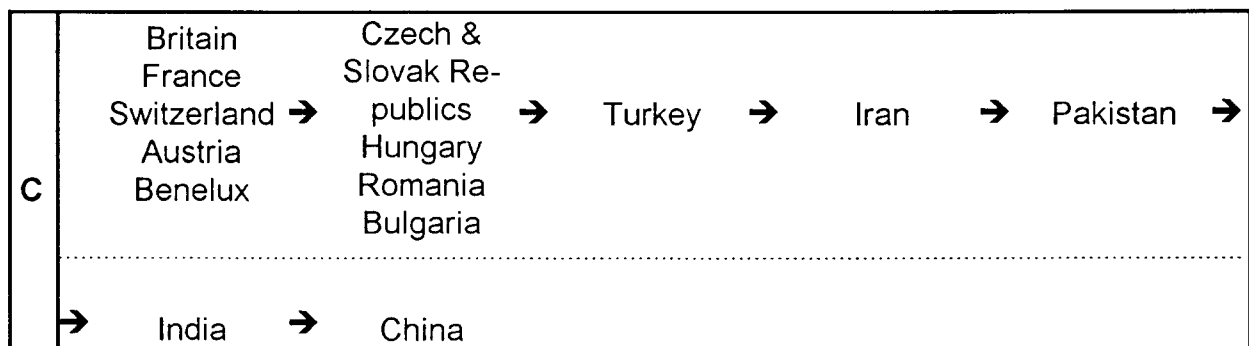 C
Britain
France
Switzerland →
Austria
Benelux
Czech &
Slovak Re-
publics →
Hungary
Romania
Bulgaria
Turkey →
Iran →
Pakistan →
→ India → China